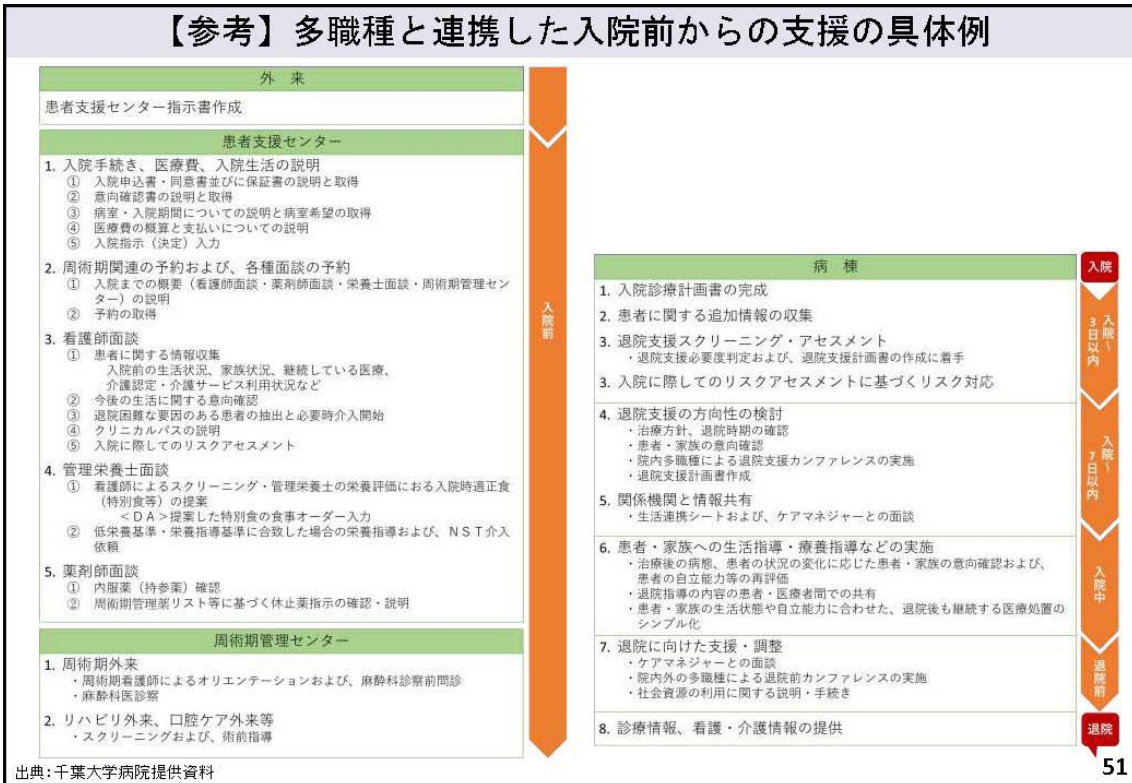 【参考】多職種と連携した入院前からの支援の具体例
外 来
患者支援センター指示書作成
患者支援センター
1. 入院手続き、医療費、入院生活の説明
① 入院申込書・同意書並びに保証書の説明と取得
② 意向確認書の説明と取得
③ 病室・入院期間についての説明と病室希望の取得
④ 医療費の概算と支払いについての説明
⑤ 入院指示（決定）入力
2. 周術期関連の予約および、各種面談の予約
① 入院までの概要（看護師面談・薬剤師面談・栄養士面談・周術期管理セン
ター）の説明
② 予約の取得
3. 看護師面談
① 患者に関する情報収集
入院前の生活状況、家族状況、継続している医療、
介護認定・介護サービス利用状況など
② 今後の生活に関する意向確認
③ 退院困難な要因のある患者の抽出と必要時介入開始
④ クリニカルパスの説明
⑤ 入院に際してのリスクアセスメント
4. 管理栄養士面談
① 看護師によるスクリーニング・管理栄養士の栄養評価における入院時適正食
（特別食等）の提案
＜ＤＡ＞提案した特別食の食事オーダー入力
② 低栄養基準・栄養指導基準に合致した場合の栄養指導および、ＮＳＴ介入
依頼
5. 薬剤師面談
① 内服薬（持参薬）確認
② 周術期管理薬リスト等に基づく休止薬指示の確認・説明
周術期管理センター
1. 周術期外来
・周術期看護師によるオリエンテーションおよび、麻酔科診察前問診
・麻酔科医診察
2. リハビリ外来、口腔ケア外来等
・スクリーニングおよび、術前指導
入院前
病 棟
1. 入院診療計画書の完成
2. 患者に関する追加情報の収集
3. 退院支援スクリーニング・アセスメント
・退院支援必要度判定および、退院支援計画書の作成に着手
3. 入院に際してのリスクアセスメントに基づくリスク対応
4. 退院支援の方向性の検討
・治療方針、退院時期の確認
・患者・家族の意向確認
・院内多職種による退院支援カンファレンスの実施
・退院支援計画書作成
5. 関係機関と情報共有
・生活連携シートおよび、ケアマネジャーとの面談
6. 患者・家族への生活指導・療養指導などの実施
・治療後の病態、患者の状況の変化に応じた患者・家族の意向確認および、
患者の自立能力等の再評価
・退院指導の内容の患者・医療者間での共有
・患者・家族の生活状態や自立能力に合わせた、退院後も継続する医療処置の
シンプル化
7. 退院に向けた支援・調整
・ケアマネジャーとの面談
・院内外の多職種による退院前カンファレンスの実施
・社会資源の利用に関する説明・手続き
8. 診療情報、看護・介護情報の提供
入院
入院～
3日以内
入院～
7日以内
入院中
退院前
退院
出典:千葉大学病院提供資料
51